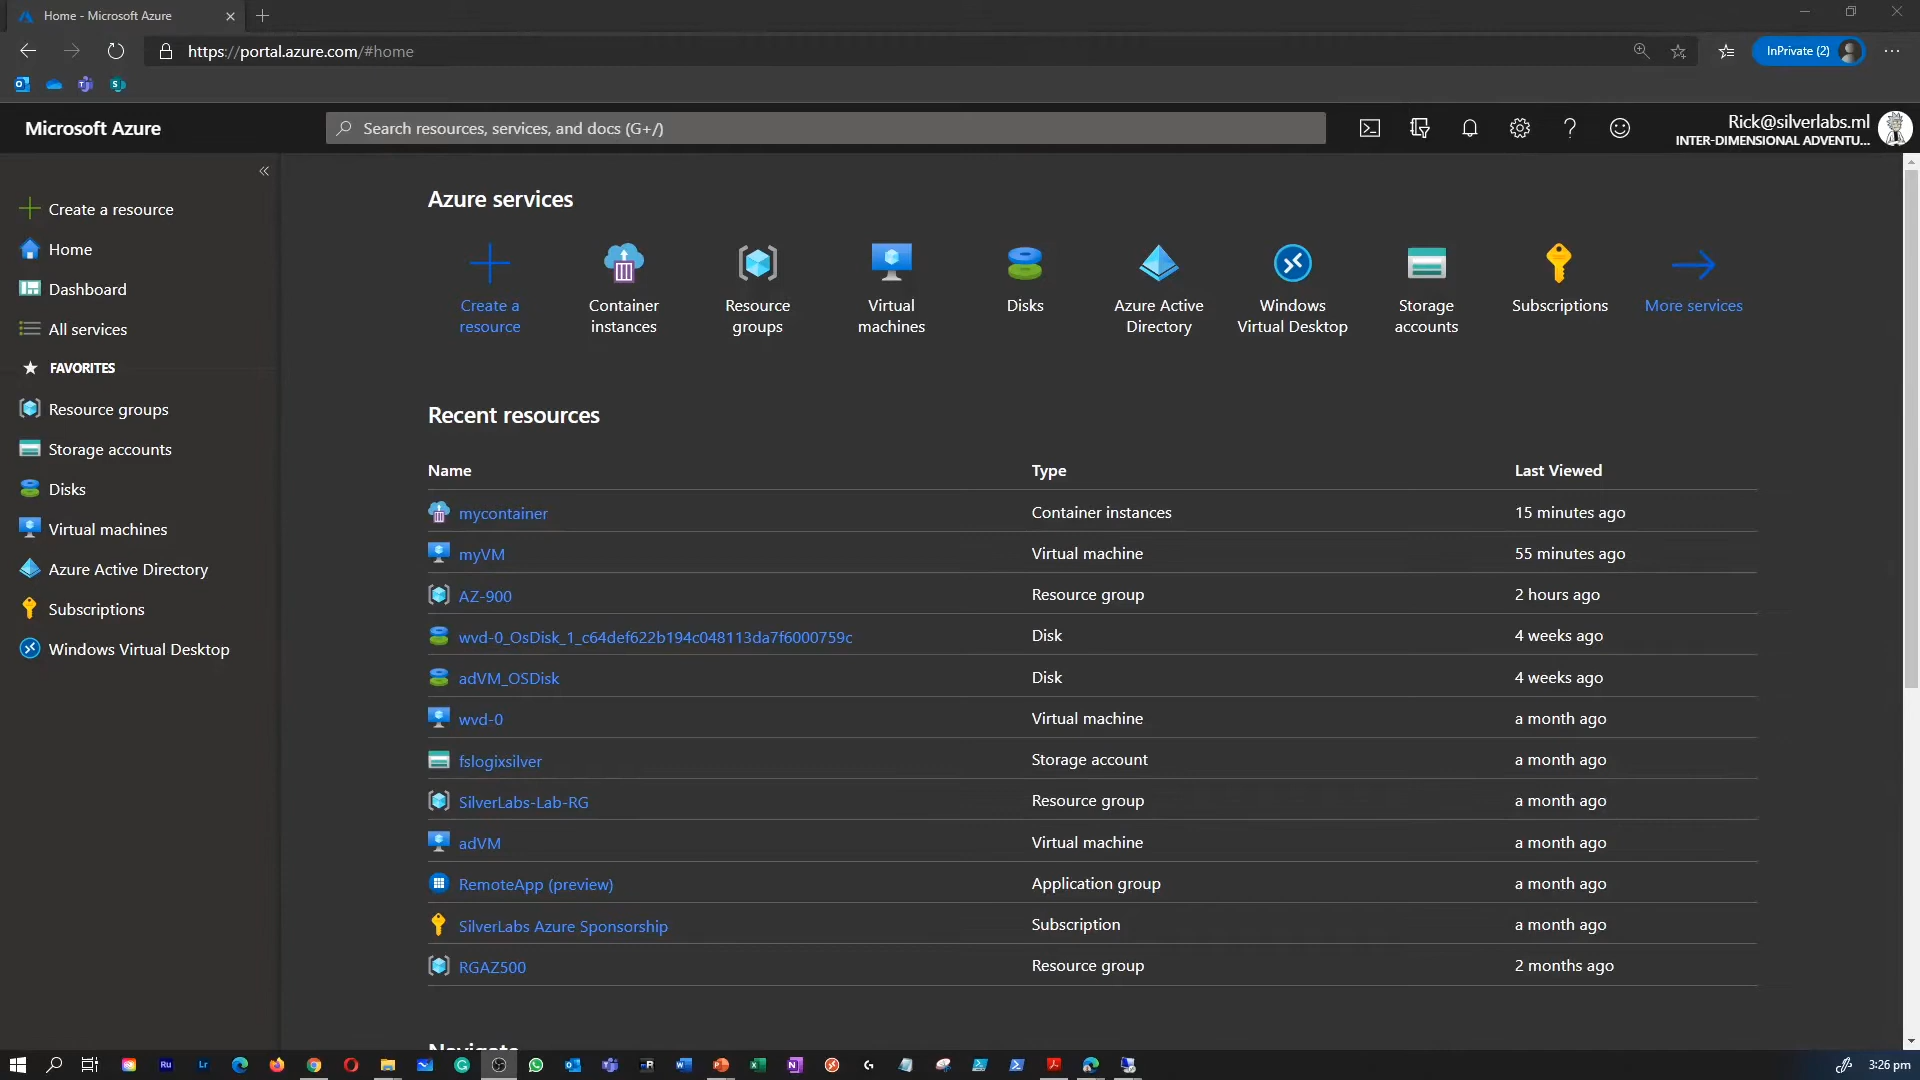 Home - Microsoft Azure
https://portal.azure.com/#home
InPrivate (2)
Microsoft Azure
Search resources, services, and docs (G+/)
Rick@silverlabs.ml
INTER-DIMENSIONAL ADVENTU...
Create a resource
Home
Dashboard
All services
FAVORITES
Resource groups
Storage accounts
Disks
Virtual machines
Azure Active Directory
Subscriptions
Windows Virtual Desktop
Azure services
Create a resource
Container instances
Resource groups
Virtual machines
Disks
Azure Active Directory
Windows Virtual Desktop
Storage accounts
Subscriptions
More services
Recent resources
Name Type Last Viewed
mycontainer Container instances 15 minutes ago
myVM Virtual machine 55 minutes ago
AZ-900 Resource group 2 hours ago
wvd-0_OsDisk_1_c64def622b194c048113da7f6000759c Disk 4 weeks ago
adVM_OSDisk Disk 4 weeks ago
wvd-0 Virtual machine a month ago
fslogixsilver Storage account a month ago
SilverLabs-Lab-RG Resource group a month ago
adVM Virtual machine a month ago
RemoteApp (preview) Application group a month ago
SilverLabs Azure Sponsorship Subscription a month ago
RGAZ500 Resource group 2 months ago
Navigate
Ru
Lr
3:26 pm